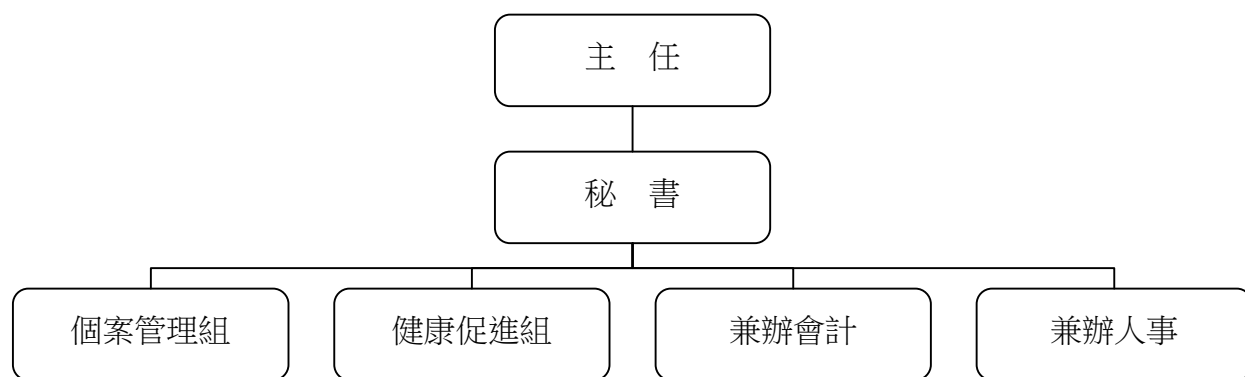 主　任
秘　書
個案管理組
健康促進組
兼辦會計
兼辦人事